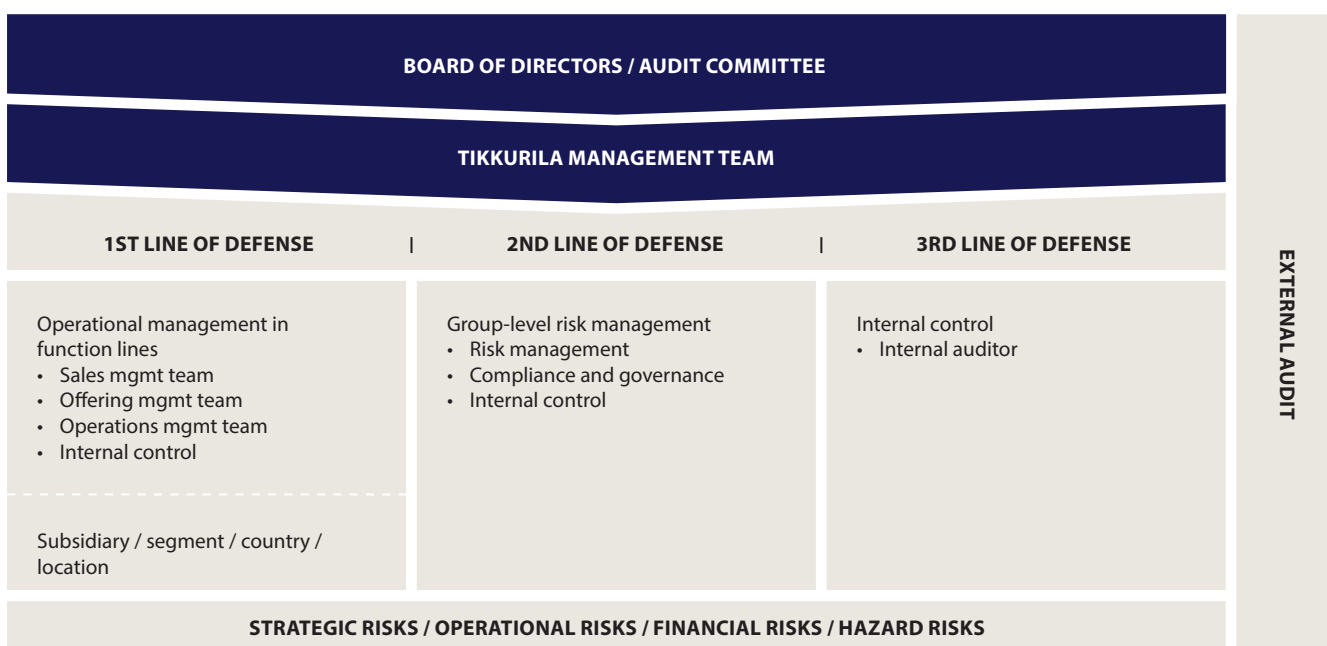 BOARD OF DIRECTORS / AUDIT COMMITTEE
TIKKURILA MANAGEMENT TEAM
1ST LINE OF DEFENSE | 2ND LINE OF DEFENSE | 3RD LINE OF DEFENSE
Operational management in
function lines
• Sales mgmt team
• Offering mgmt team
• Operations mgmt team
• Internal control
Subsidiary / segment / country /
location
Group-level risk management
• Risk management
• Compliance and governance
• Internal control
Internal control
• Internal auditor
STRATEGIC RISKS / OPERATIONAL RISKS / FINANCIAL RISKS / HAZARD RISKS
EXTERNAL AUDIT